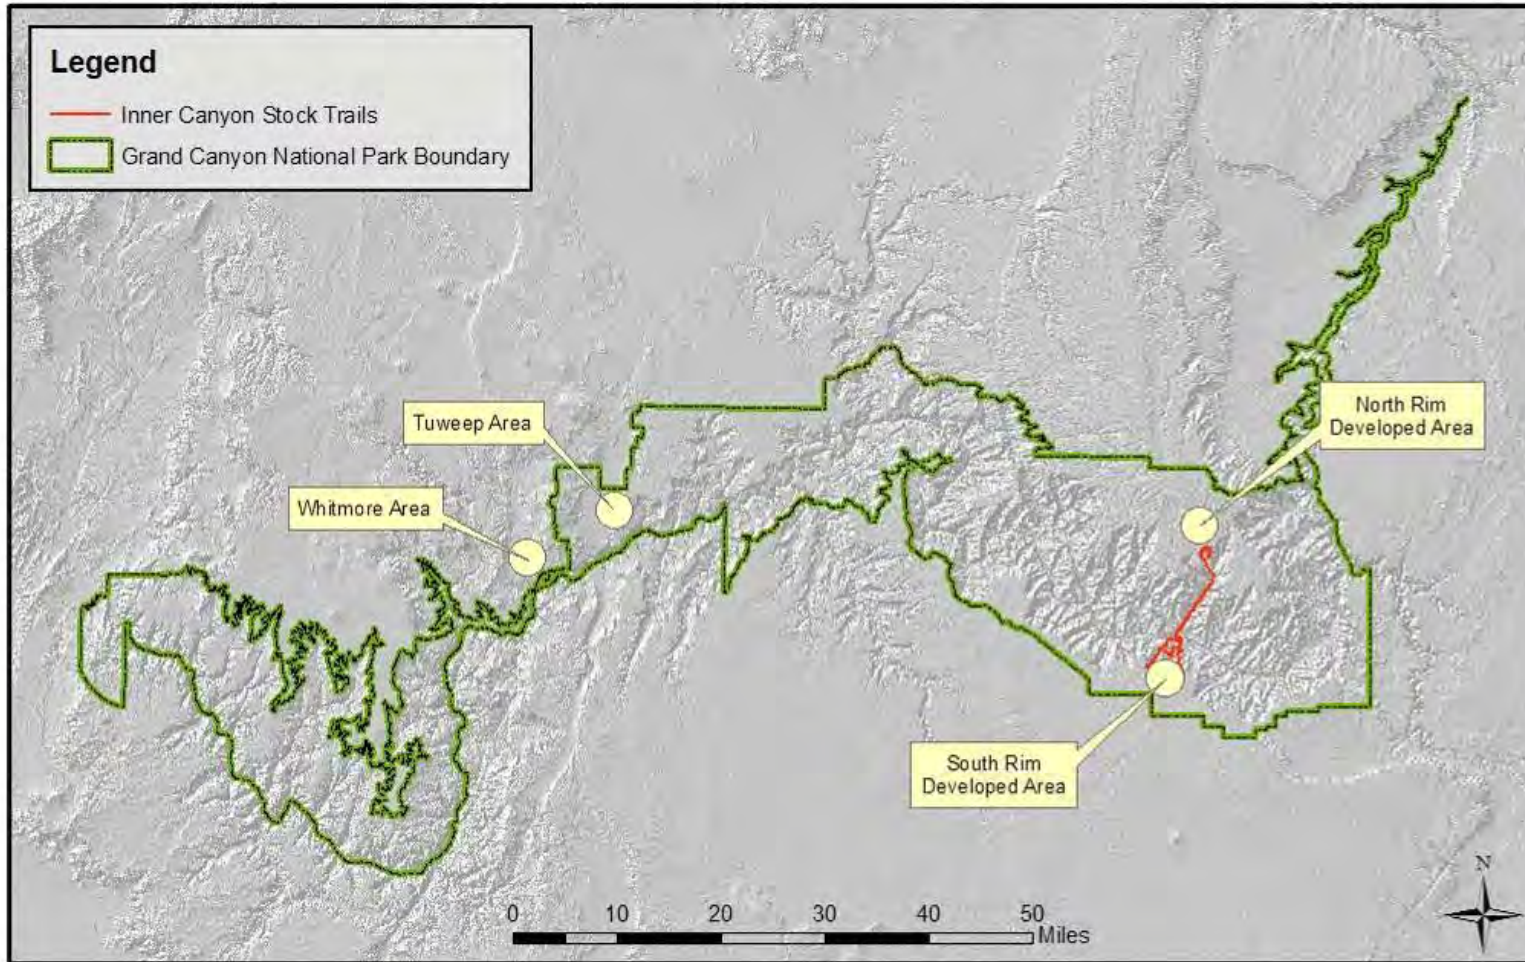 Legend
Inner Canyon Stock Trails
Grand Canyon National Park Boundary
North Rim
Developed Area
Tuweep Area
Whitmore Area
South Rim
Developed Area
N
0 10 20 30 40 50
Miles